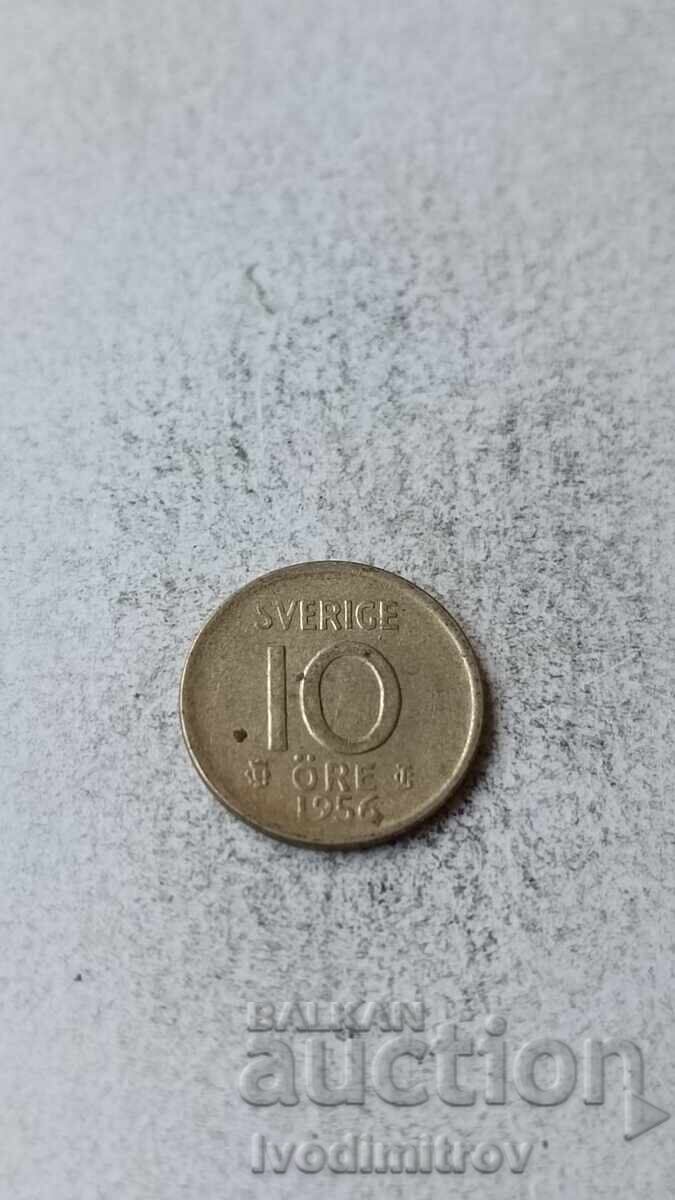 SVERIGE
10
ÖRE
1956
BALKAN
auction
Ivodimitrov